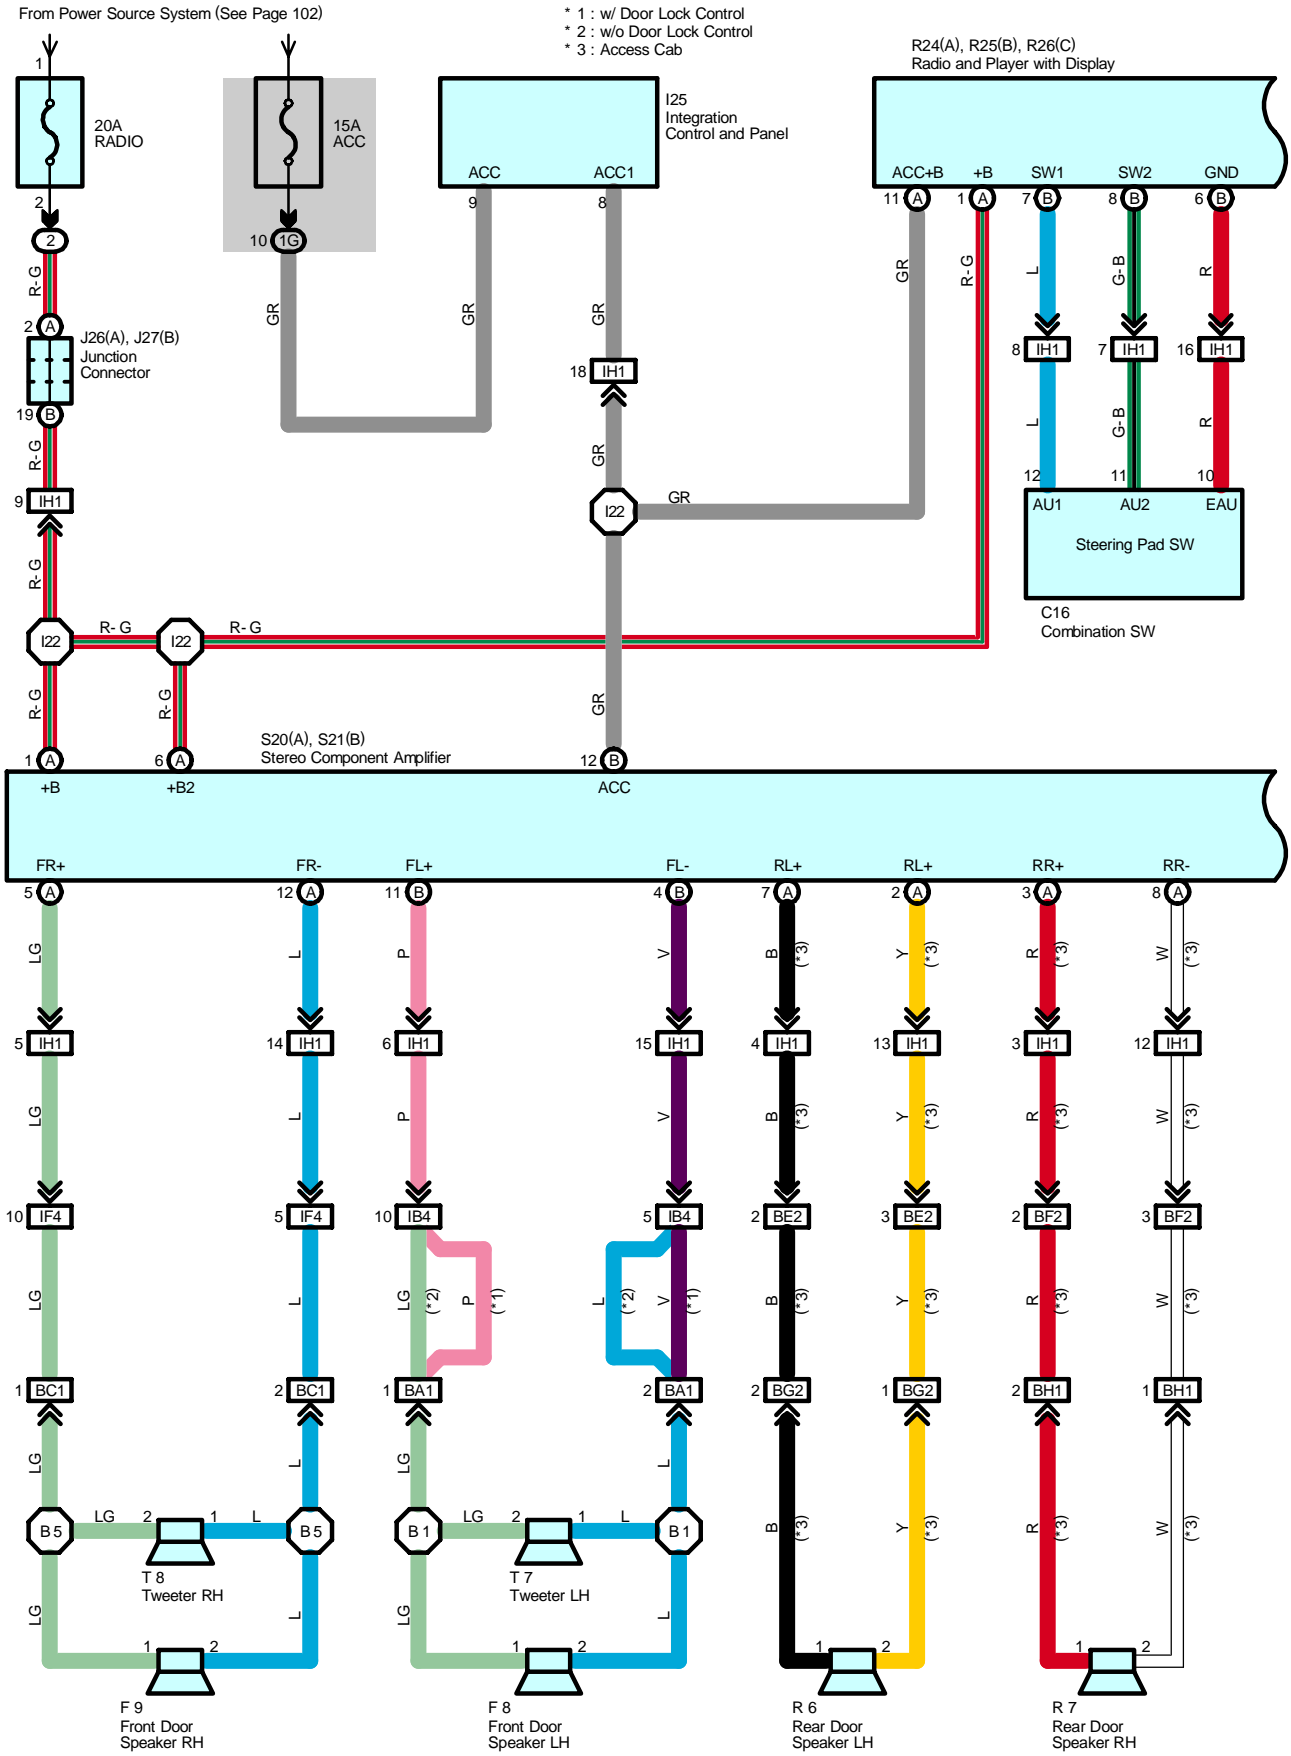 From Power Source System (See Page 102)
* 1 : w/ Door Lock Control
* 2 : w/o Door Lock Control
* 3 : Access Cab
R24(A), R25(B), R26(C)
Radio and Player with Display
1
20A
RADIO
15A
ACC
I25
Integration
Control and Panel
ACC ACC1
ACC+B +B SW1 SW2 GND
2 9 8 11 A 1 A 7 B 8 B 6 B
2 10 1G
R-G GR GR GR GR R-G L G-B R
2 A
J26(A), J27(B)
Junction
Connector
8 IH1 7 IH1 16 IH1
18 IH1
19 B
R-G GR L G-B R
9 IH1
12 11 10
AU1 AU2 EAU
I22 GR
Steering Pad SW
R-G
C16
Combination SW
I22 R-G I22 R-G
R-G R-G GR
S20(A), S21(B)
Stereo Component Amplifier
1 A 6 A 12 B
+B +B2 ACC
FR+ FR- FL+ FL- RL+ RL+ RR+ RR-
5 A 12 A 11 B 4 B 7 A 2 A 3 A 8 A
LG L P V B (*3) Y (*3) R (*3) W (*3)
5 IH1 14 IH1 6 IH1 15 IH1 4 IH1 13 IH1 3 IH1 12 IH1
LG L P V B (*3) Y (*3) R (*3) W (*3)
10 IF4 5 IF4 10 IB4 5 IB4 2 BE2 3 BE2 2 BF2 3 BF2
LG L LG (*2) P (*1) L (*2) V (*1) B (*3) Y (*3) R (*3) W (*3)
1 BC1 2 BC1 1 BA1 2 BA1 2 BG2 1 BG2 2 BH1 1 BH1
LG L LG L
B 5 LG 2 1 L B 5 B 1 LG 2 1 L B 1
B (*3) Y (*3) R (*3) W (*3)
T 8
Tweeter RH
T 7
Tweeter LH
LG L LG L
1 2 1 2 1 2 1 2
F 9
Front Door
Speaker RH
F 8
Front Door
Speaker LH
R 6
Rear Door
Speaker LH
R 7
Rear Door
Speaker RH